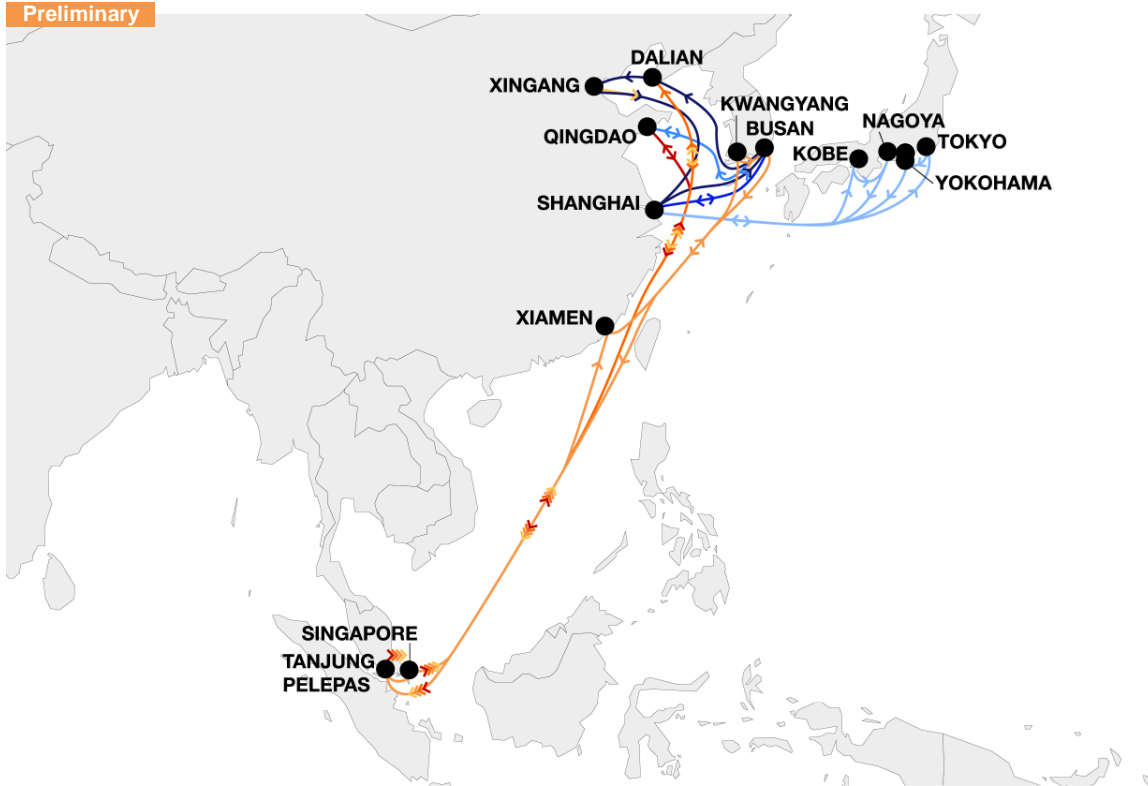 Preliminary
DALIAN
XINGANG
KWANGYANG
BUSAN
QINGDAO
NAGOYA
TOKYO
KOBE
YOKOHAMA
SHANGHAI
XIAMEN
SINGAPORE
TANJUNG
PELEPAS